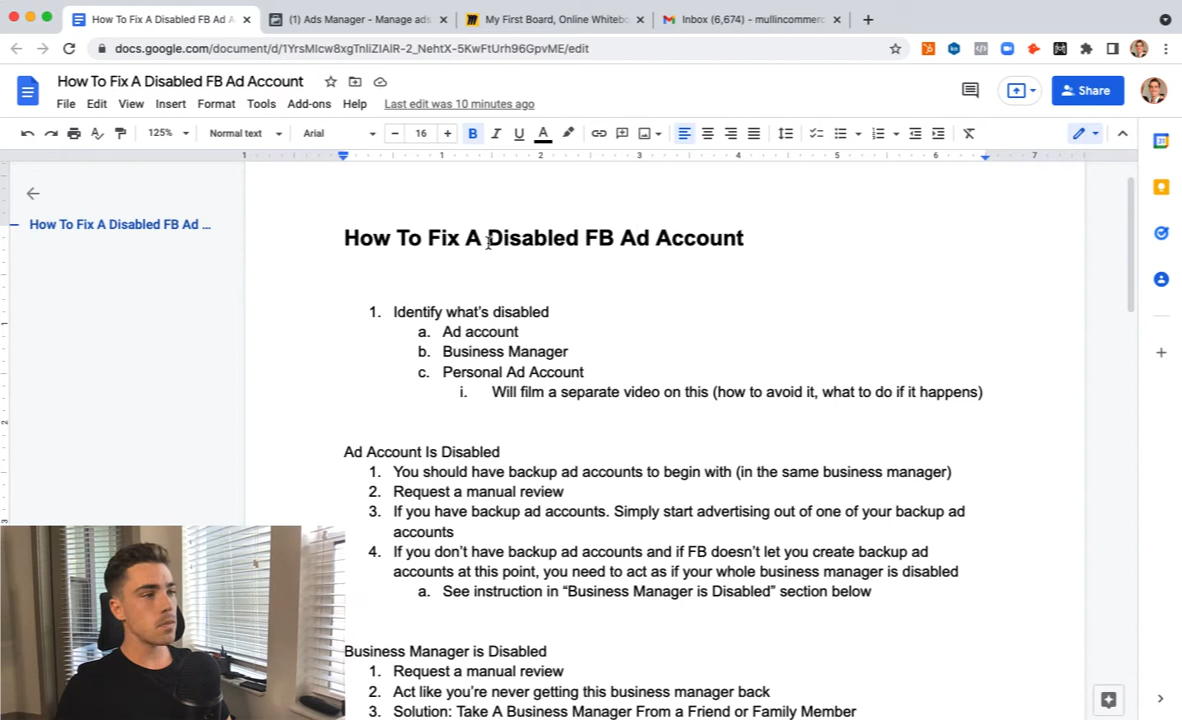 How To Fix A Disabled FB Ad A
(1) Ads Manager - Manage ads
My First Board, Online Whitebo
Inbox (6,674) - mullincommerc
docs.google.com/document/d/1YrsMIcw8xgTnliZIAlR-2_NehtX-5KwFtUrh96GpvME/edit
How To Fix A Disabled FB Ad Account
File Edit View Insert Format Tools Add-ons Help Last edit was 10 minutes ago
Share
125% Normal text Arial 16 B I U A
1 1 2 3 4 5 6 7
How To Fix A Disabled FB Ad ...
How To Fix A Disabled FB Ad Account
1. Identify what's disabled
a. Ad account
b. Business Manager
c. Personal Ad Account
i. Will film a separate video on this (how to avoid it, what to do if it happens)
Ad Account Is Disabled
1. You should have backup ad accounts to begin with (in the same business manager)
2. Request a manual review
3. If you have backup ad accounts. Simply start advertising out of one of your backup ad
accounts
4. If you don't have backup ad accounts and if FB doesn't let you create backup ad
accounts at this point, you need to act as if your whole business manager is disabled
a. See instruction in “Business Manager is Disabled” section below
Business Manager is Disabled
1. Request a manual review
2. Act like you're never getting this business manager back
3. Solution: Take A Business Manager From a Friend or Family Member